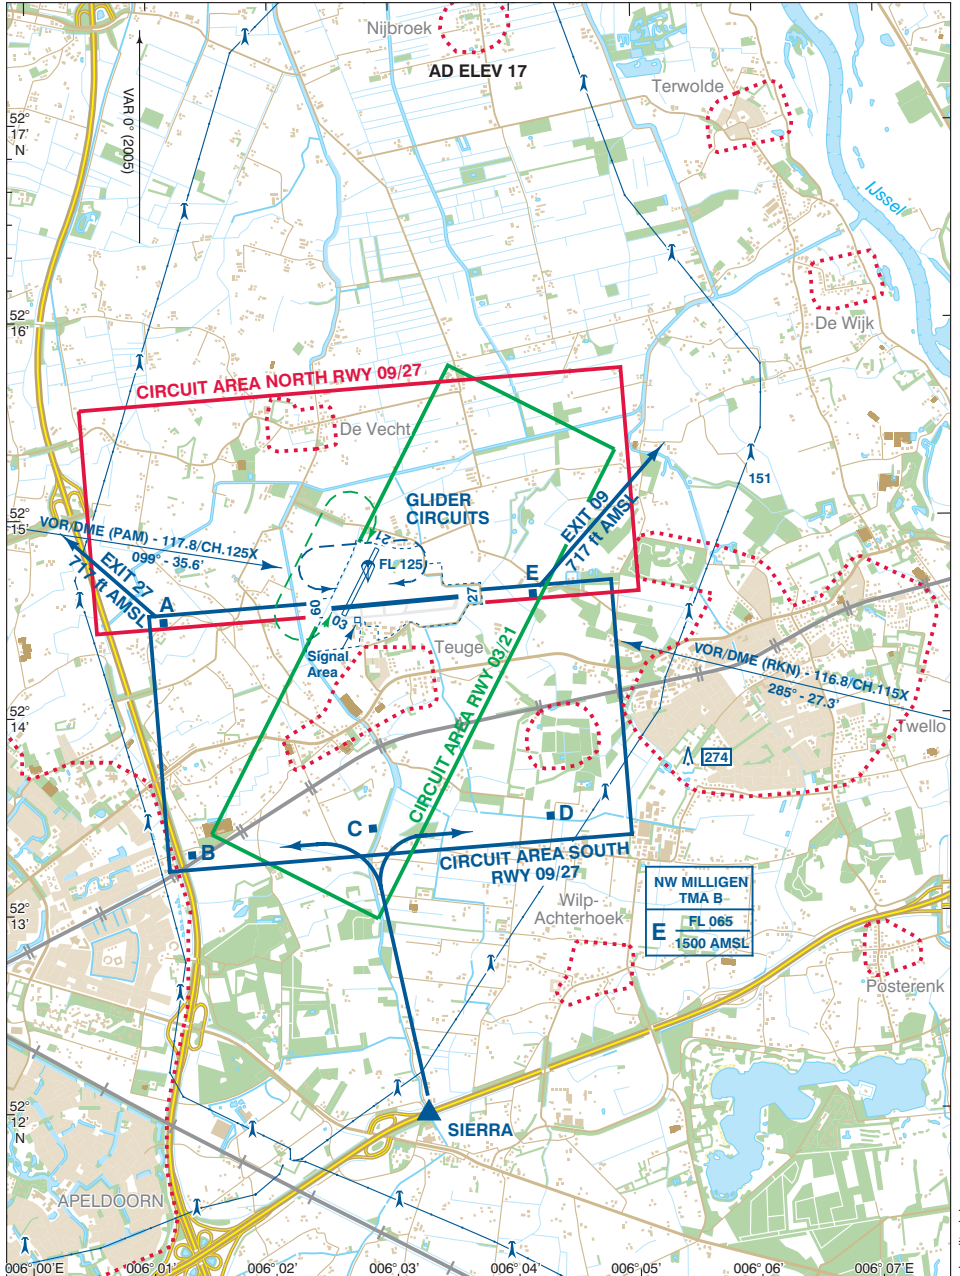 Nijbroek
AD ELEV 17
Terwolde
52°
17'
N
VAR 0° (2005)
IJssel
52°
16'
De Wijk
CIRCUIT AREA NORTH RWY 09/27
De Vecht
151
52°
15'
GLIDER
CIRCUITS
EXIT 09
717 ft AMSL
VOR/DME (PAM) - 117.8/CH.125X
099° - 35.6'
21
FL 125
EXIT 27
717 ft AMSL
A
E
09
27
03
Signal
Area
Teuge
CIRCUIT AREA RWY 03/21
VOR/DME (RKN) - 116.8/CH.115X
285° - 27.3'
52°
14'
Twello
274
C
D
B
CIRCUIT AREA SOUTH
RWY 09/27
NW MILLIGEN
TMA B
E
FL 065
1500 AMSL
Wilp-
Achterhoek
52°
13'
Posterenk
52°
12'
N
SIERRA
APELDOORN
006° 00'E
006° 01'
006° 02'
006° 03'
006° 04'
006° 05'
006° 06'
006° 07'E